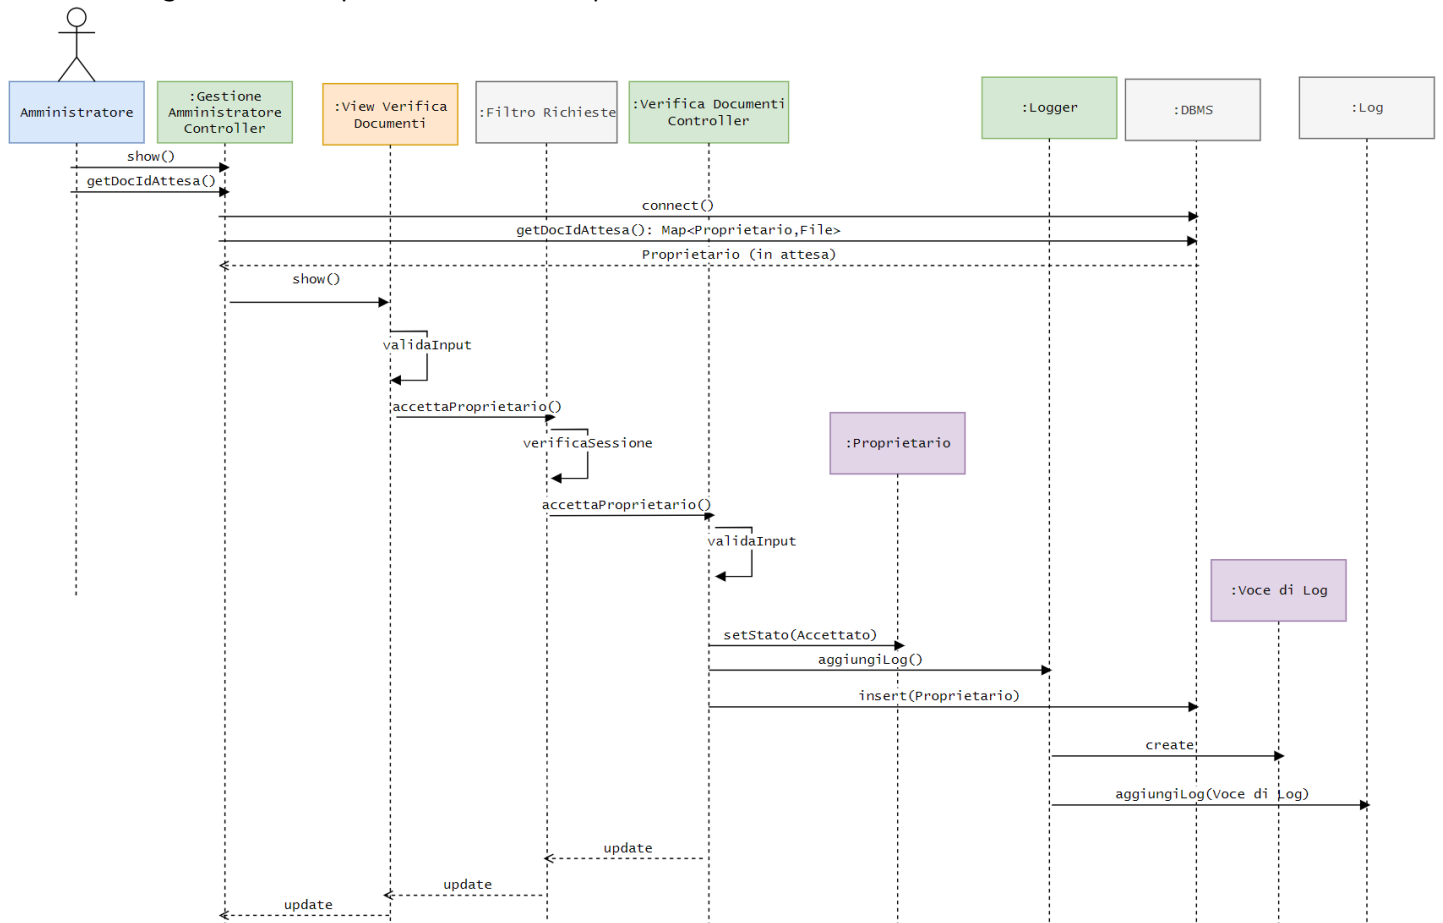 :Gestione
Amministratore
Controller
Amministratore
:View Verifica
Documenti
:Filtro Richieste
:Verifica Documenti
Controller
:Logger
:DBMS
:Log
show()
getDocIdAttesa()
connect()
getDocIdAttesa(): Map<Proprietario,File>
Proprietario (in attesa)
show()
validaInput
accettaProprietario()
verificaSessione
:Proprietario
accettaProprietario()
validaInput
:Voce di Log
setStato(Accettato)
aggiungiLog()
insert(Proprietario)
create
aggiungiLog(Voce di Log)
update
update
update